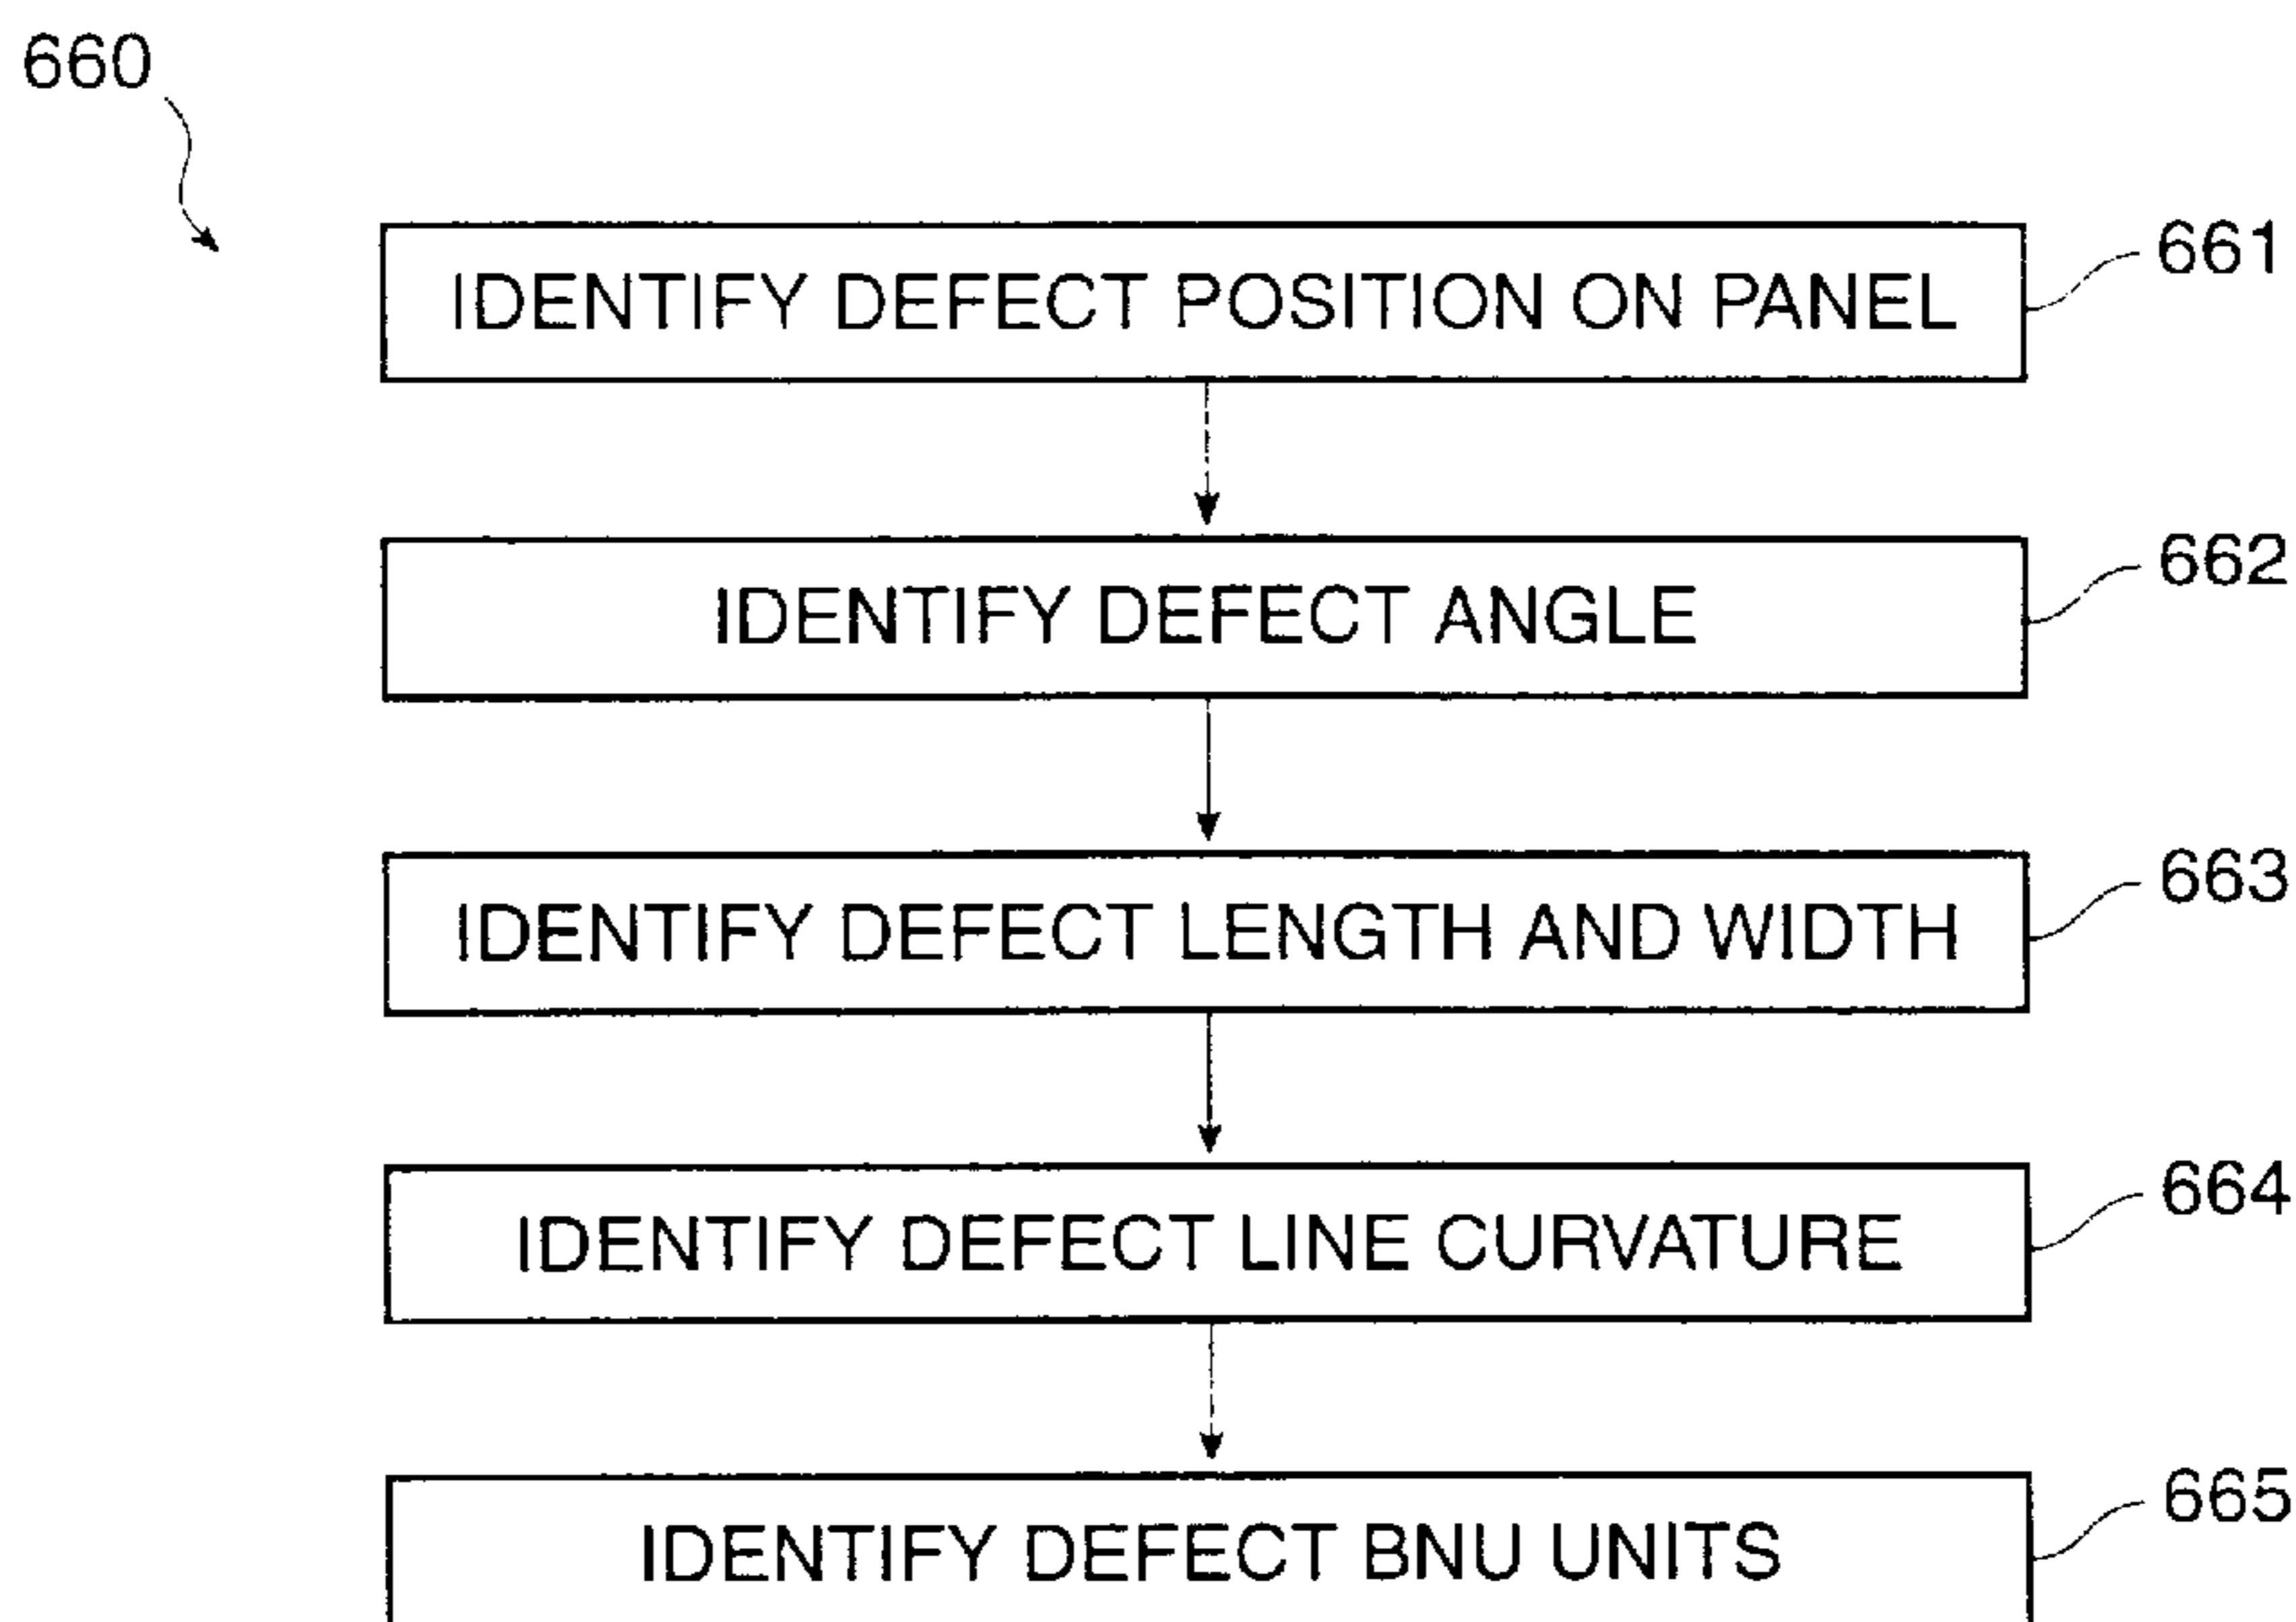 660
IDENTIFY DEFECT POSITION ON PANEL
661
IDENTIFY DEFECT ANGLE
662
IDENTIFY DEFECT LENGTH AND WIDTH
663
IDENTIFY DEFECT LINE CURVATURE
664
IDENTIFY DEFECT BNU UNITS
665